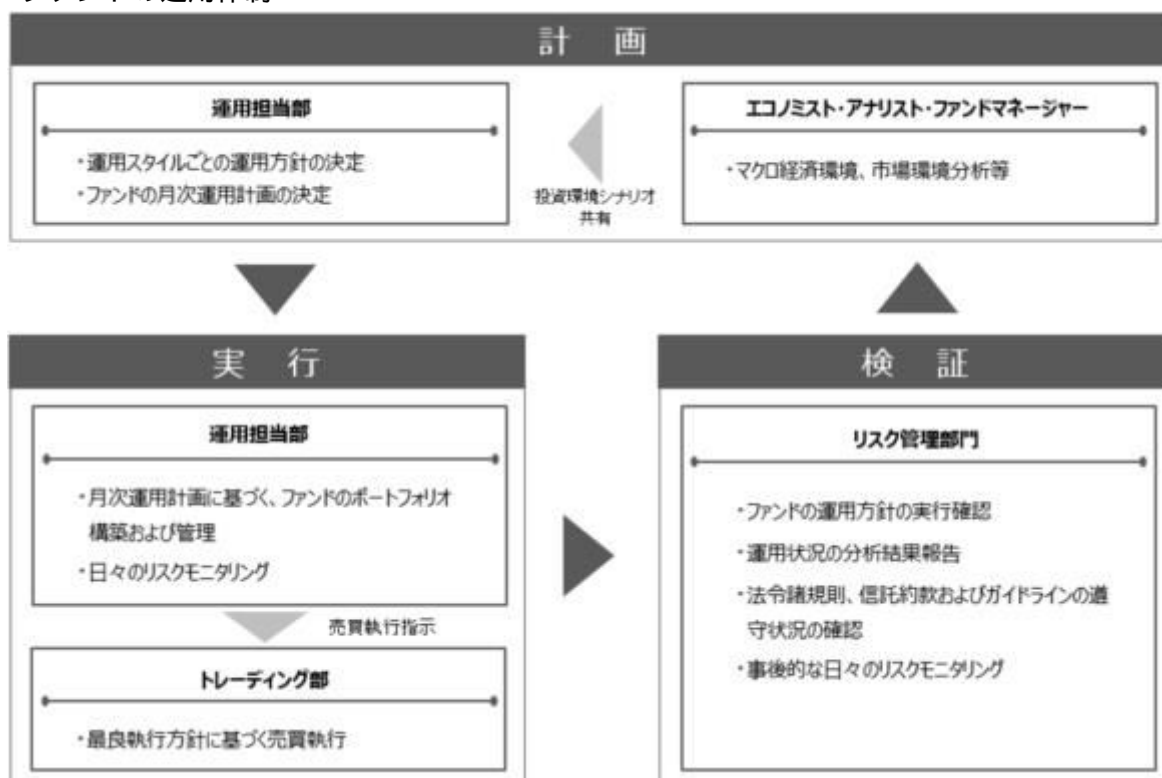 計 画
運用担当部
・運用スタイルごとの運用方針の決定
・ファンドの月次運用計画の決定
投資環境シナリオ
共有
エコノミスト・アナリスト・ファンドマネージャー
・マクロ経済環境、市場環境分析等
実 行
運用担当部
・月次運用計画に基づく、ファンドのポートフォリオ
構築および管理
・日々のリスクモニタリング
売買執行指示
トレーディング部
・最良執行方針に基づく売買執行
検 証
リスク管理部門
・ファンドの運用方針の実行確認
・運用状況の分析結果報告
・法令諸規則、信託約款およびガイドラインの遵
守状況の確認
・事後的な日々のリスクモニタリング